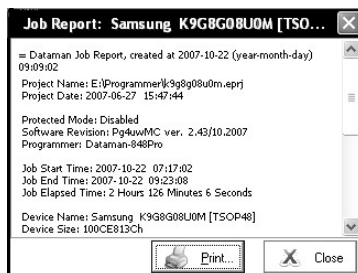 Job Report: Samsung K9G8G08U0M [TSO...
= Dataman Job Report, created at 2007-10-22 (year-month-day)
09:09:02
Project Name: E:\Programmer\k9g8g08u0m.eprj
Project Date: 2007-06-27 15:47:44
Protected Mode: Disabled
Software Revision: Pg4uwMC ver. 2.43/10.2007
Programmer: Dataman-848Pro
Job Start Time: 2007-10-22 07:17:02
Job End Time: 2007-10-22 09:23:08
Job Elapsed Time: 2 Hours 126 Minutes 6 Seconds
Device Name: Samsung K9G8G08U0M [TSOP48]
Device Size: 100CE813Ch
Print...
Close